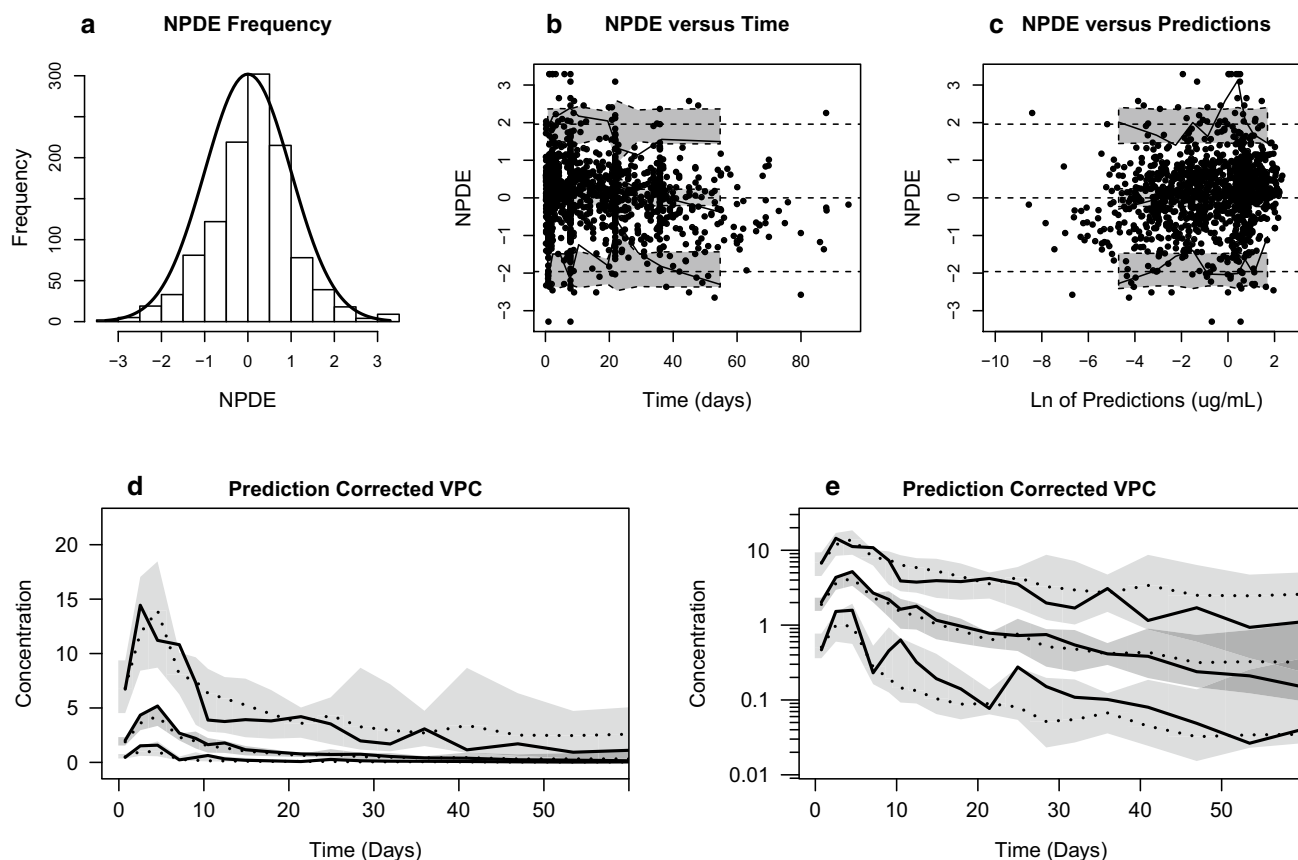 a NPDE Frequency
Frequency
0 50 100 200 300
−3 −2 −1 0 1 2 3
NPDE
b NPDE versus Time
NPDE
−3 −2 −1 0 1 2 3
0 20 40 60 80
Time (days)
c NPDE versus Predictions
NPDE
−3 −2 −1 0 1 2 3
−10 −8 −6 −4 −2 0 2
Ln of Predictions (ug/mL)
d Prediction Corrected VPC
Concentration
0 5 10 15 20
0 10 20 30 40 50
Time (Days)
e Prediction Corrected VPC
Concentration
0.01 0.1 1 10
0 10 20 30 40 50
Time (Days)